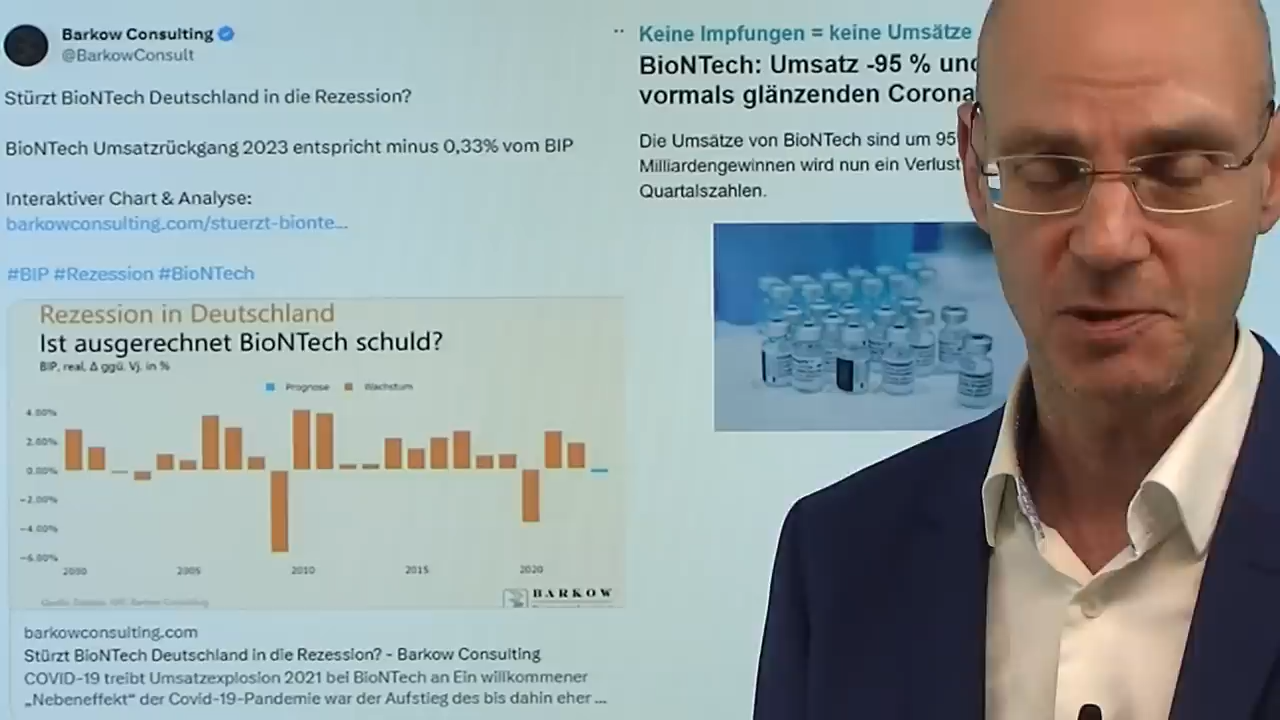 Barkow Consulting
@BarkowConsult
Stürzt BioNTech Deutschland in die Rezession?
BioNTech Umsatzrückgang 2023 entspricht minus 0,33% vom BIP
Interaktiver Chart & Analyse:
barkowconsulting.com/stuerzt-bionte...
#BIP #Rezession #BioNTech
Rezession in Deutschland
Ist ausgerechnet BioNTech schuld?
BIP, real, Δ ggü. Vj. in %
Prognose Wachstum
4.00%
2.00%
0.00%
-2.00%
-4.00%
-6.00%
2000 2005 2010 2015 2020
BARKOW
barkowconsulting.com
Stürzt BioNTech Deutschland in die Rezession? - Barkow Consulting
COVID-19 treibt Umsatzexplosion 2021 bei BioNTech an Ein willkommener
„Nebeneffekt“ der Covid-19-Pandemie war der Aufstieg des bis dahin eher ...
Keine Impfungen = keine Umsätze
BioNTech: Umsatz -95 % und
vormals glänzenden Corona
Die Umsätze von BioNTech sind um 95
Milliardengewinnen wird nun ein Verlust
Quartalszahlen.